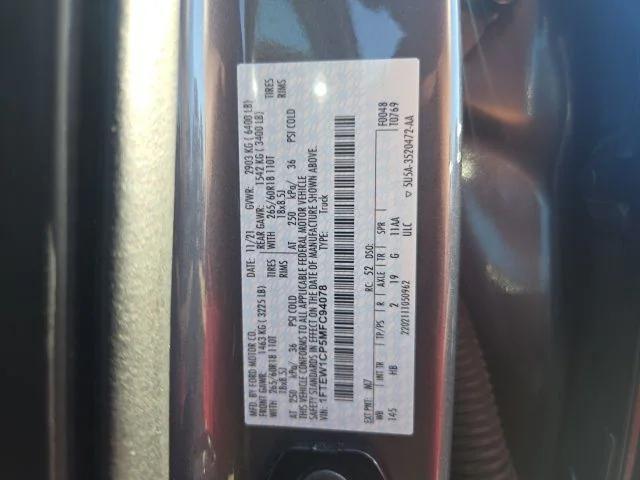 MFD. BY FORD MOTOR CO.
DATE: 11/21 GVWR: 2903 KG ( 6400 LB)
FRONT GAWR: 1463 KG ( 3225 LB) REAR GAWR: 1542 KG ( 3400 LB)
WITH 265/60R18 110T TIRES WITH 265/60R18 110T TIRES
18x8.5J RIMS 18x8.5J RIMS
AT 250 kPa/ 36 PSI COLD AT 250 kPa/ 36 PSI COLD
THIS VEHICLE CONFORMS TO ALL APPLICABLE FEDERAL MOTOR VEHICLE
SAFETY STANDARDS IN EFFECT ON THE DATE OF MANUFACTURE SHOWN ABOVE.
VIN: 1FTEW1CP5MFC94078 TYPE: Truck
F0048
T0769
EXT PNT: M7 RC: 52 DSO:
WB INT TR TP/PS R AXLE TR SPR
145 HB 2 19 G 11AA
ULC
22021111050962 5U5A-3520472-AA